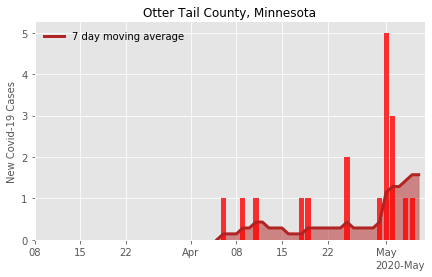 Otter Tail County, Minnesota
7 day moving average
New Covid-19 Cases
5
4
3
2
1
0
08 15 22 Apr 08 15 22 May
2020-May